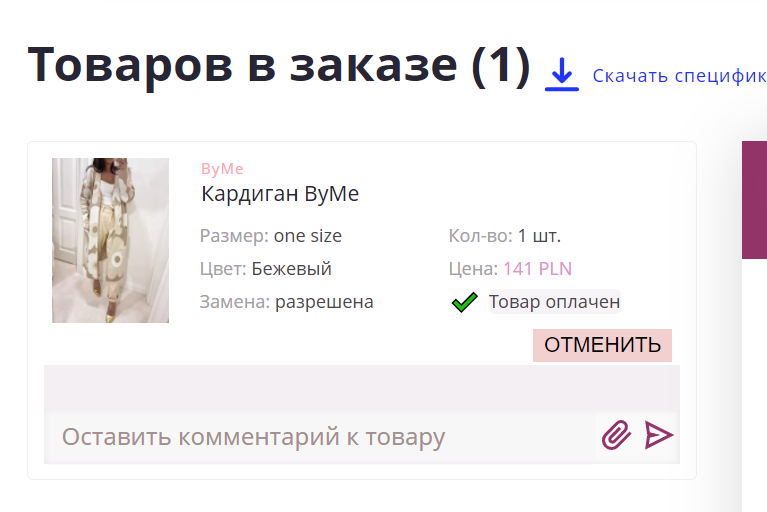 Товаров в заказе (1)
Скачать специфик
ByMe
Кардиган ByMe
Размер: one size
Кол-во: 1 шт.
Цвет: Бежевый
Цена: 141 PLN
Замена: разрешена
Товар оплачен
ОТМЕНИТЬ
Оставить комментарий к товару